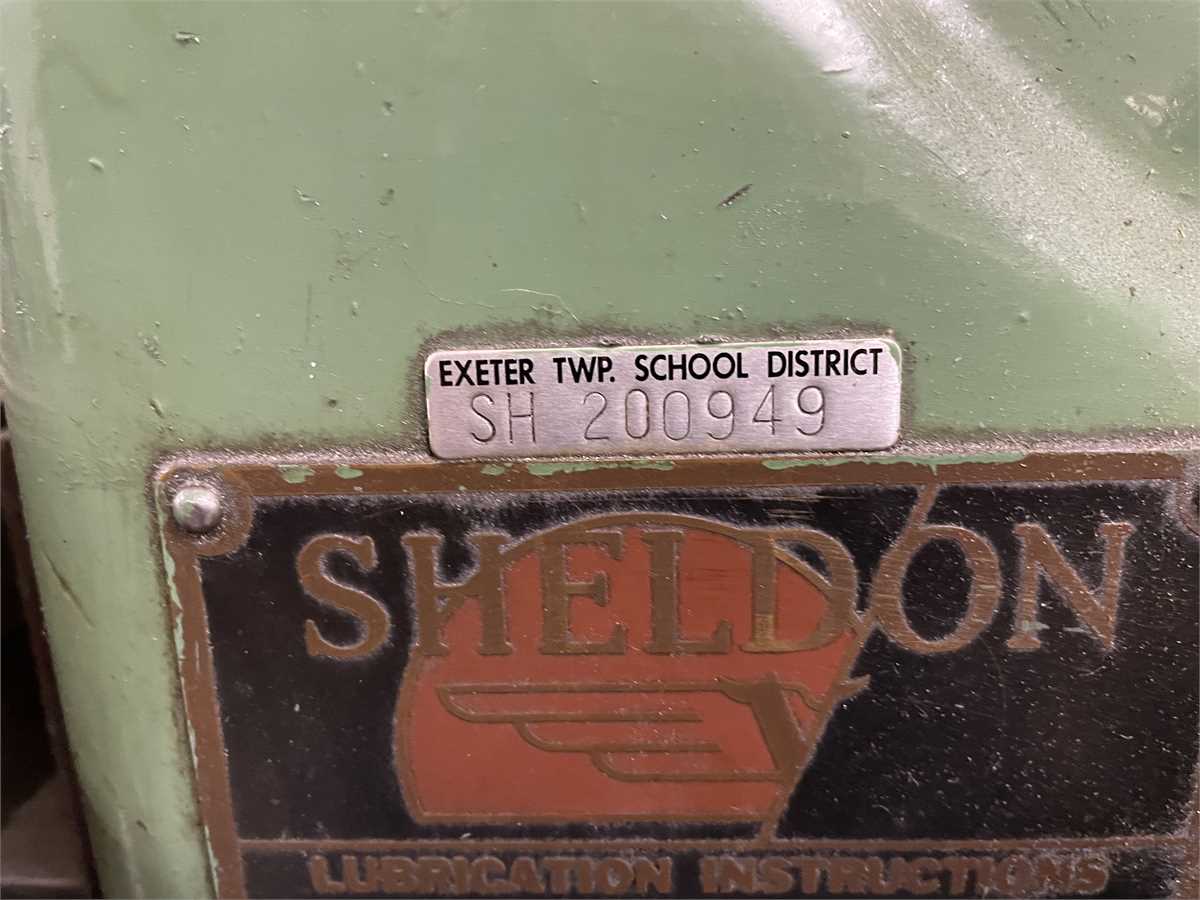 EXETER TWP. SCHOOL DISTRICT
SH 200949
SHELDON
LUBRICATION INSTRUCTIONS